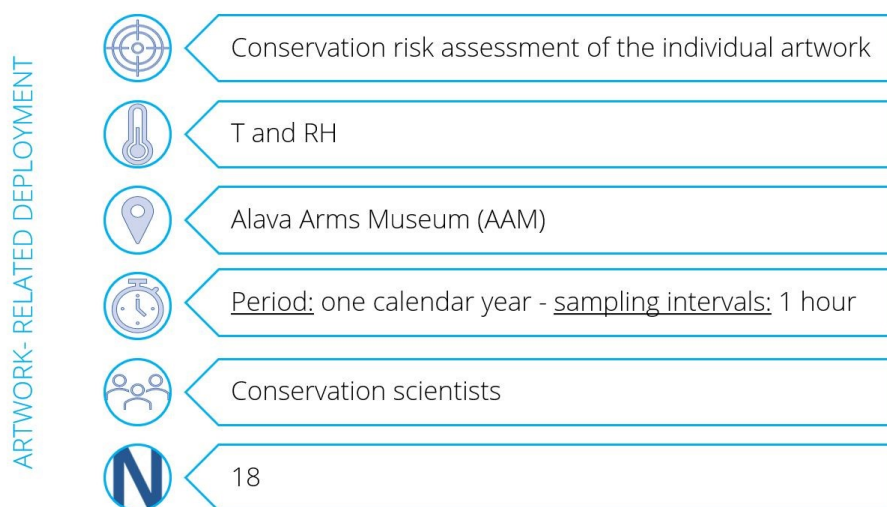 ARTWORK- RELATED DEPLOYMENT
Conservation risk assessment of the individual artwork
T and RH
Alava Arms Museum (AAM)
Period: one calendar year - sampling intervals: 1 hour
Conservation scientists
N
18